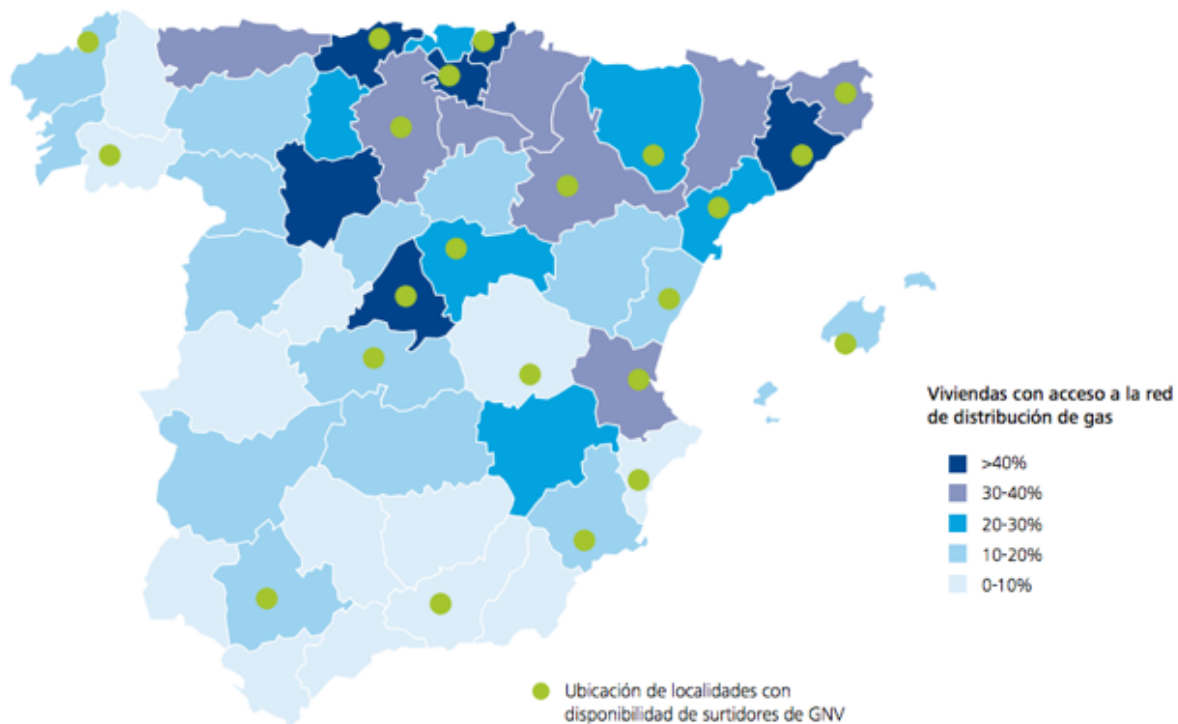 Viviendas con acceso a la red
de distribución de gas
>40%
30-40%
20-30%
10-20%
0-10%
Ubicación de localidades con
disponibilidad de surtidores de GNV